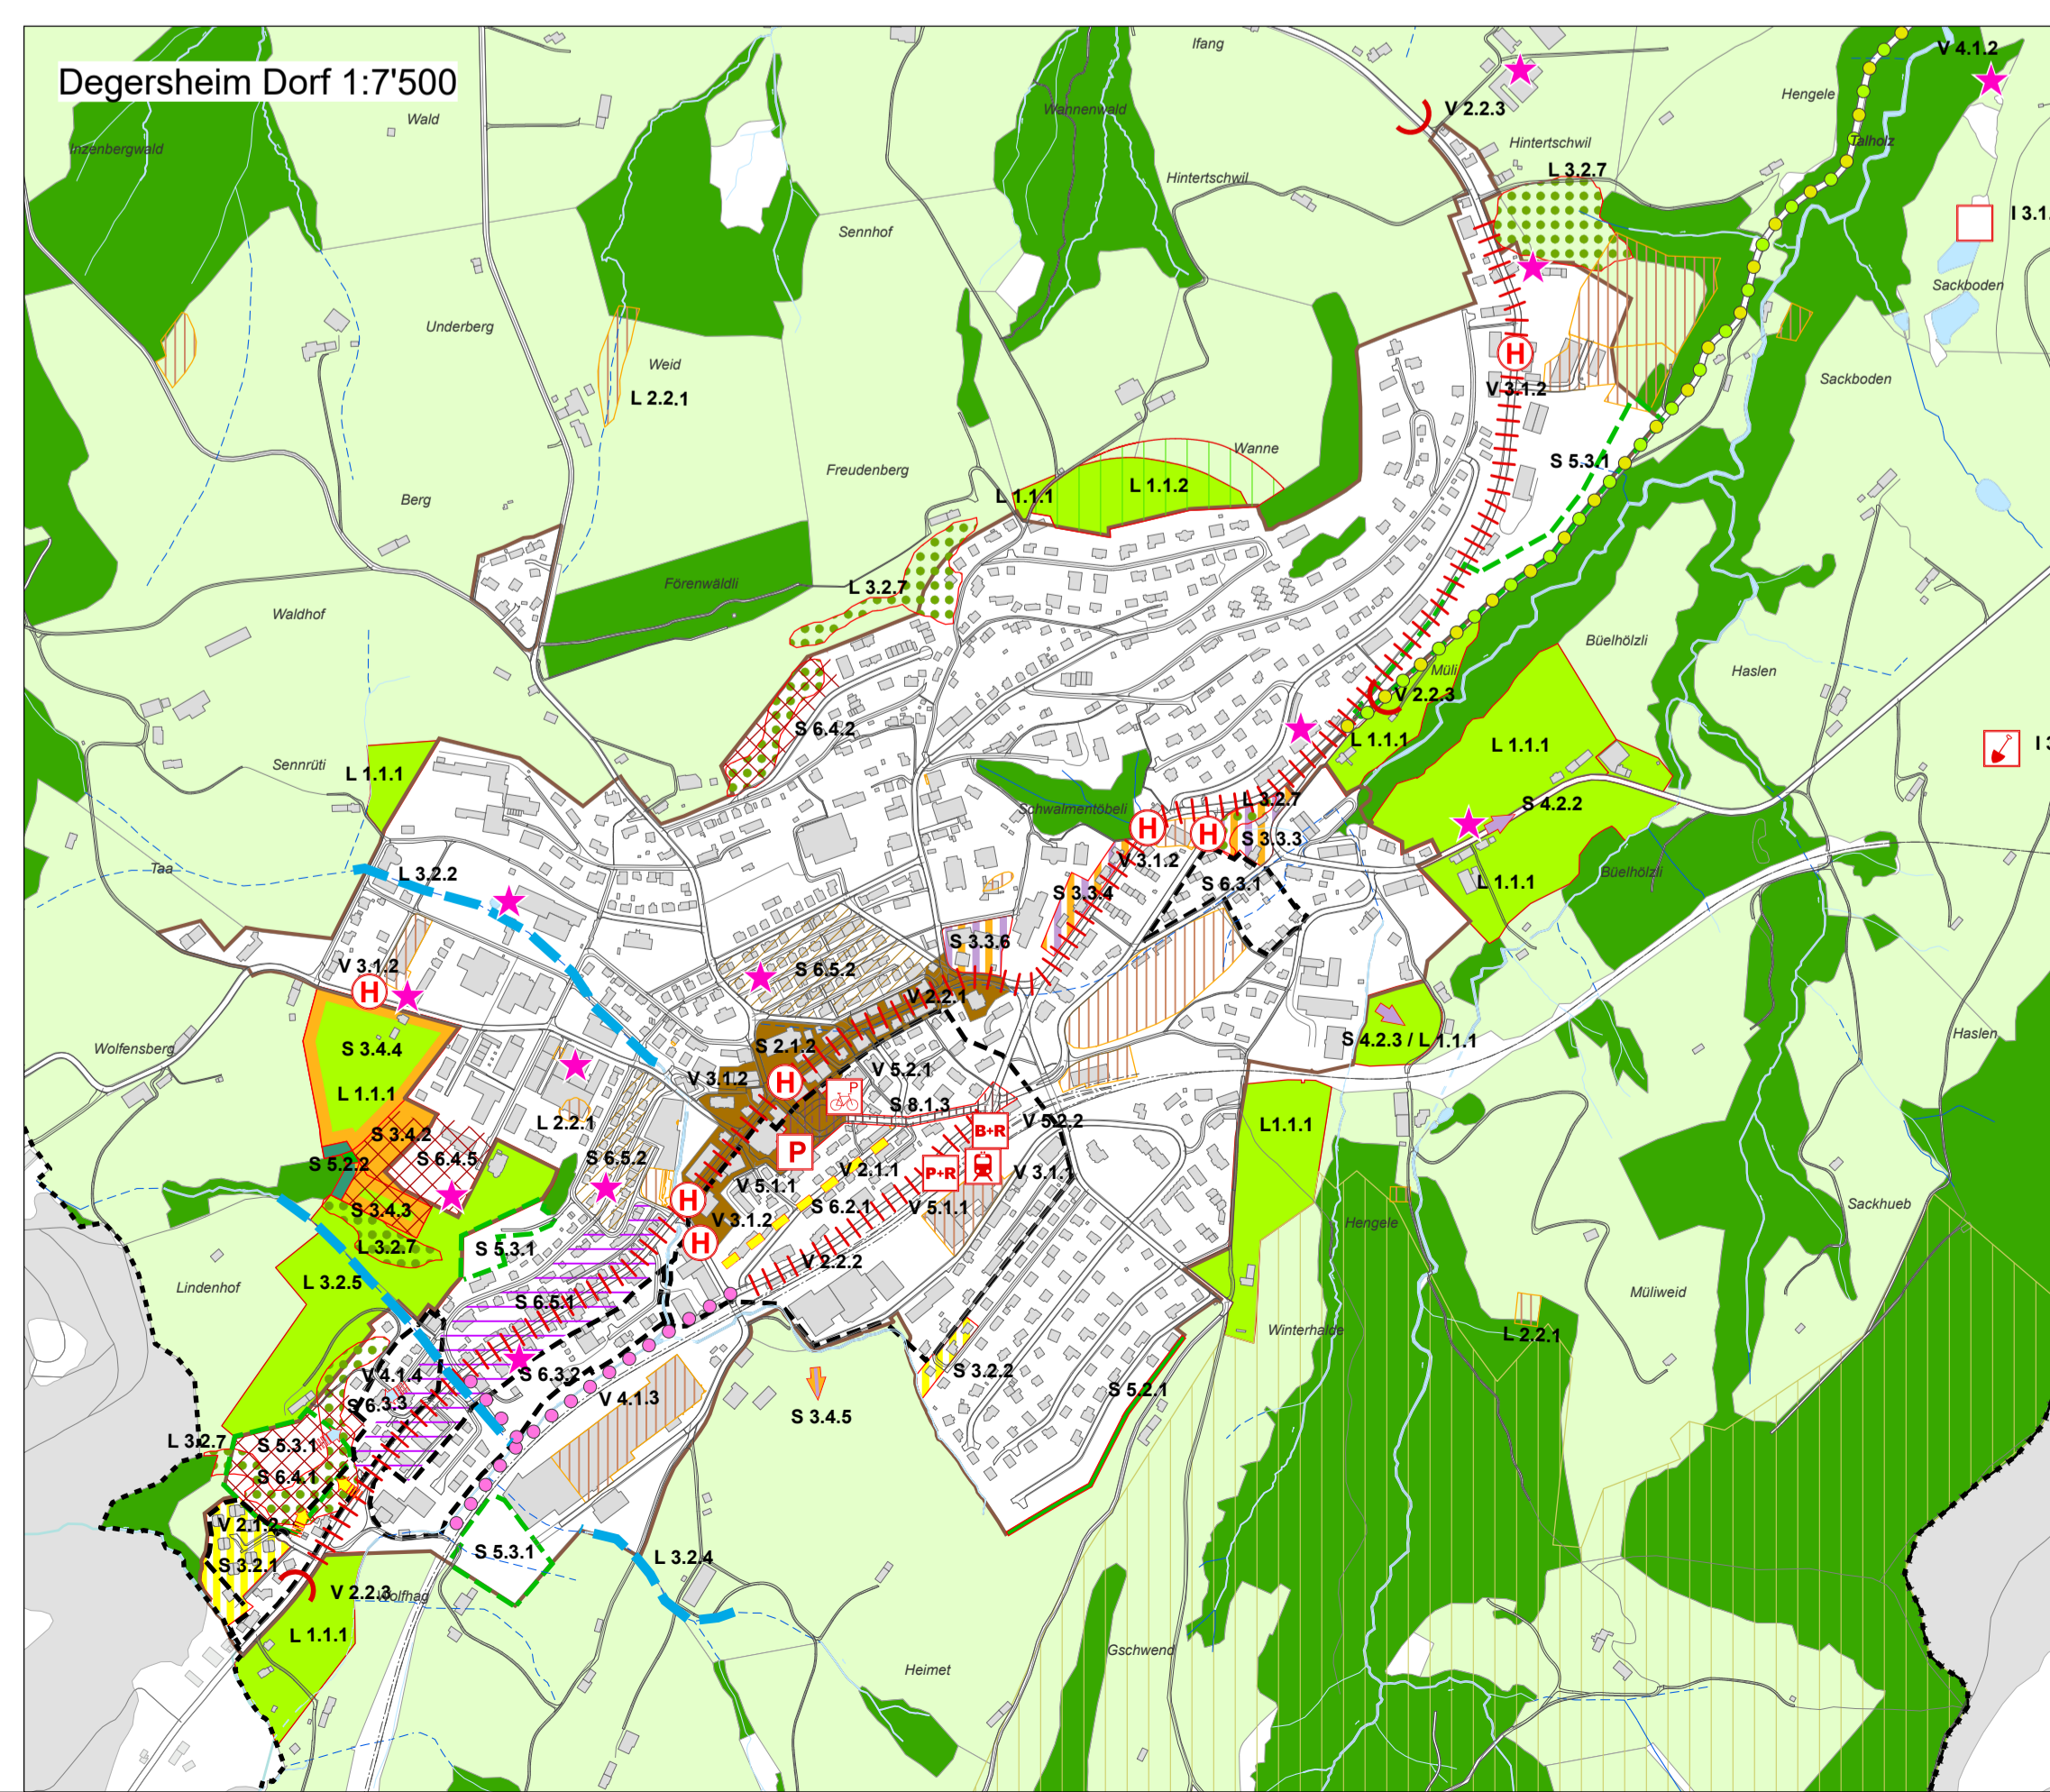 Ifang
V 4.1.2
Degersheim Dorf 1:7'500
Hengele
V 2.2.3
Wald
Wannenwald
Inzenbergwald
Hintertschwil
Talholz
L 3.2.7
Hintertschwil
I 3.1.
Sennhof
Sackboden
Underberg
Weid
Sackboden
V 3.1.2
L 2.2.1
Wanne
Freudenberg
S 5.3.1
L 1.1.2
L 1.1.1
Berg
Förenwäldli
L 3.2.7
Waldhof
Büelhölzli
Müli
Haslen
V 2.2.3
S 6.4.2
L 1.1.1
L 1.1.1
I 3
Sennrüti
L 1.1.1
L 3.2.7
S 4.2.2
Schwalmentöbeli
S 3.3.3
V 3.1.2
Taa
L 3.2.2
Büelhölzli
L 1.1.1
S 6.3.1
S 3.3.4
S 3.3.6
V 3.1.2
S 6.5.2
V 2.2.1
Haslen
S 4.2.3 / L 1.1.1
S 2.1.2
Wolfensberg
S 3.4.4
V 5.2.1
V 3.1.2
L 1.1.1
S 8.1.3
L 2.2.1
V 5.2.2
L 1.1.1
S 3.4.2
B+R
P
S 6.4.5
S 6.5.2
S 5.2.2
V 2.1.1
P+R
V 3.1.1
V 5.1.1
S 6.2.1
V 5.1.1
S 3.4.3
V 3.1.2
Hengele
Sackhueb
L 3.2.7
S 5.3.1
V 2.2.2
L 3.2.5
Lindenhof
Müliweid
S 6.5.1
Winterhalde
L 2.2.1
V 4.1.4
S 6.3.2
S 3.2.2
S 5.2.1
V 4.1.3
S 6.3.3
S 3.4.5
L 3.2.7
S 5.3.1
S 6.4.1
V 2.1.2
S 5.3.1
L 3.2.4
S 3.2.1
V 2.2.3
Wolfhag
L 1.1.1
Gschwend
Heimet
H
H
H
H
H
H
H
P